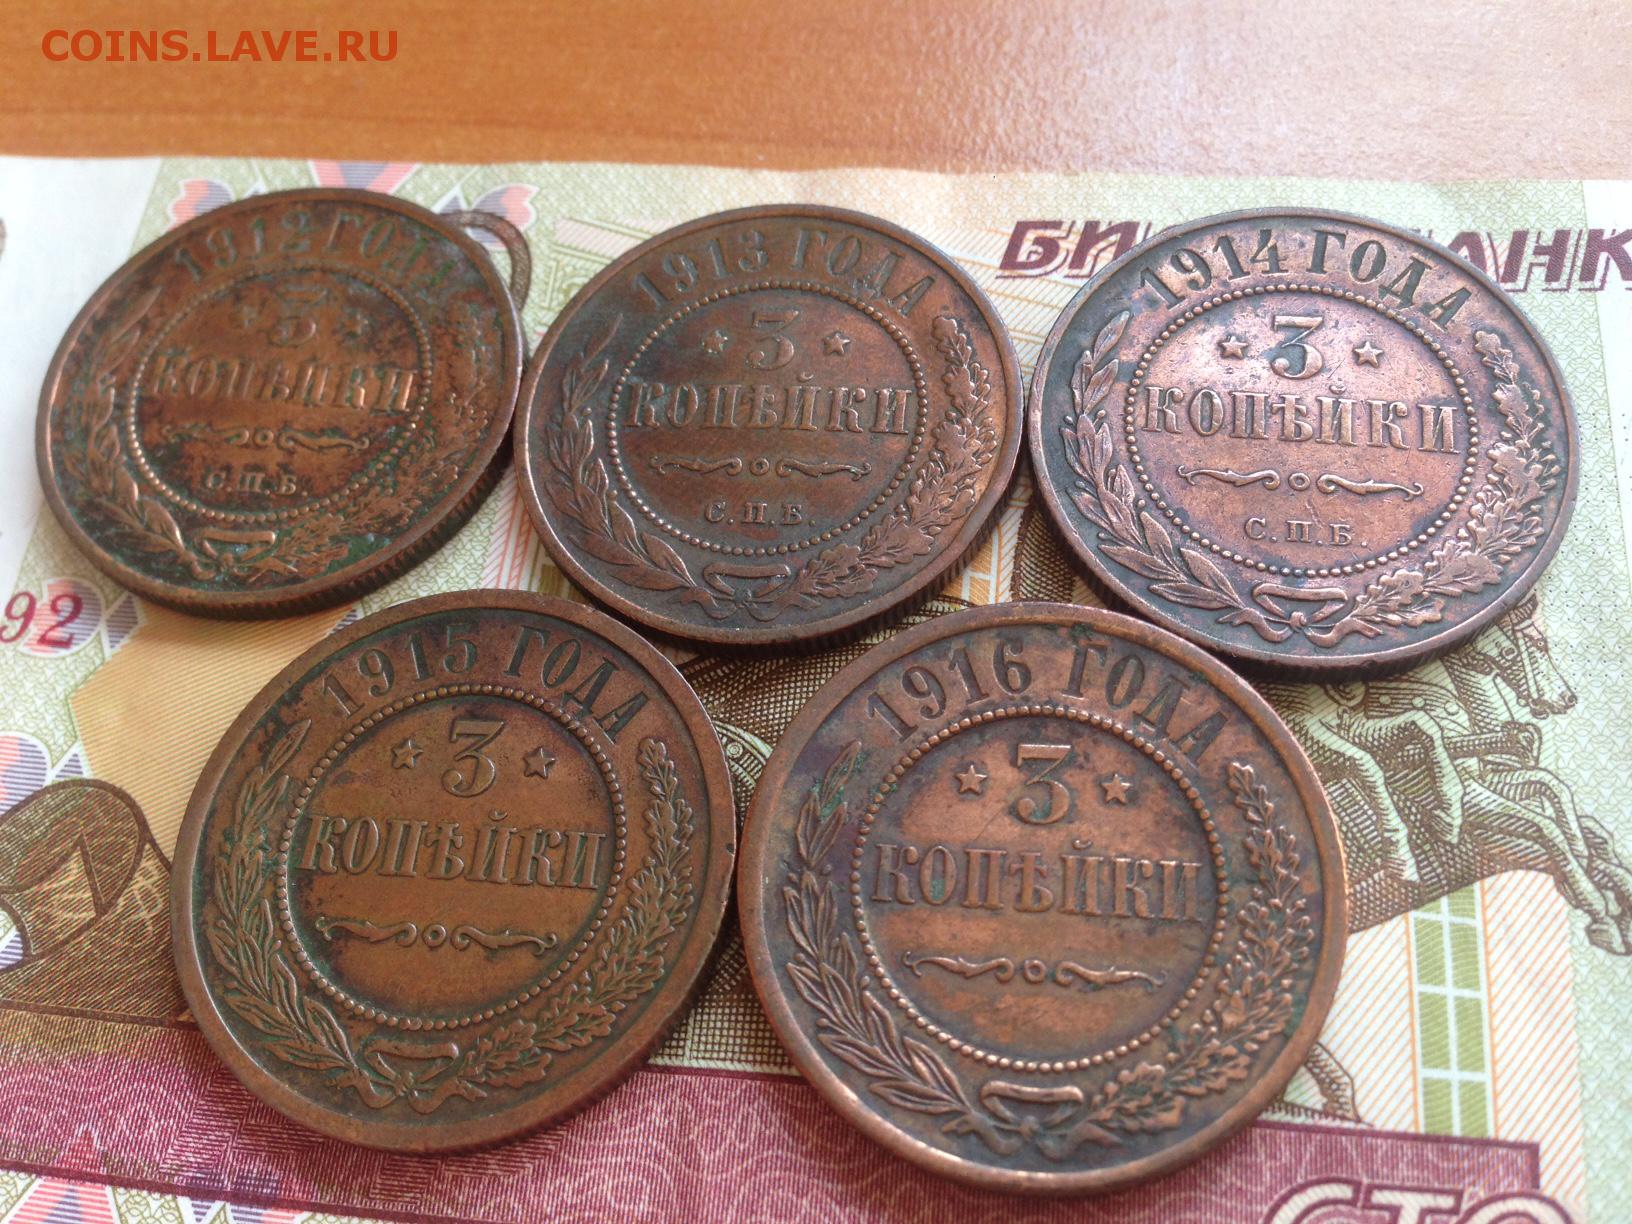 COINS.LAVE.RU
1912 ГОДА
3
КОПѢЙКИ
С.П.Б.
1913 ГОДА
3
КОПѢЙКИ
С.П.Б.
1914 ГОДА
3
КОПѢЙКИ
С.П.Б.
1915 ГОДА
3
КОПѢЙКИ
1916 ГОДА
3
КОПѢЙКИ
92
СТО